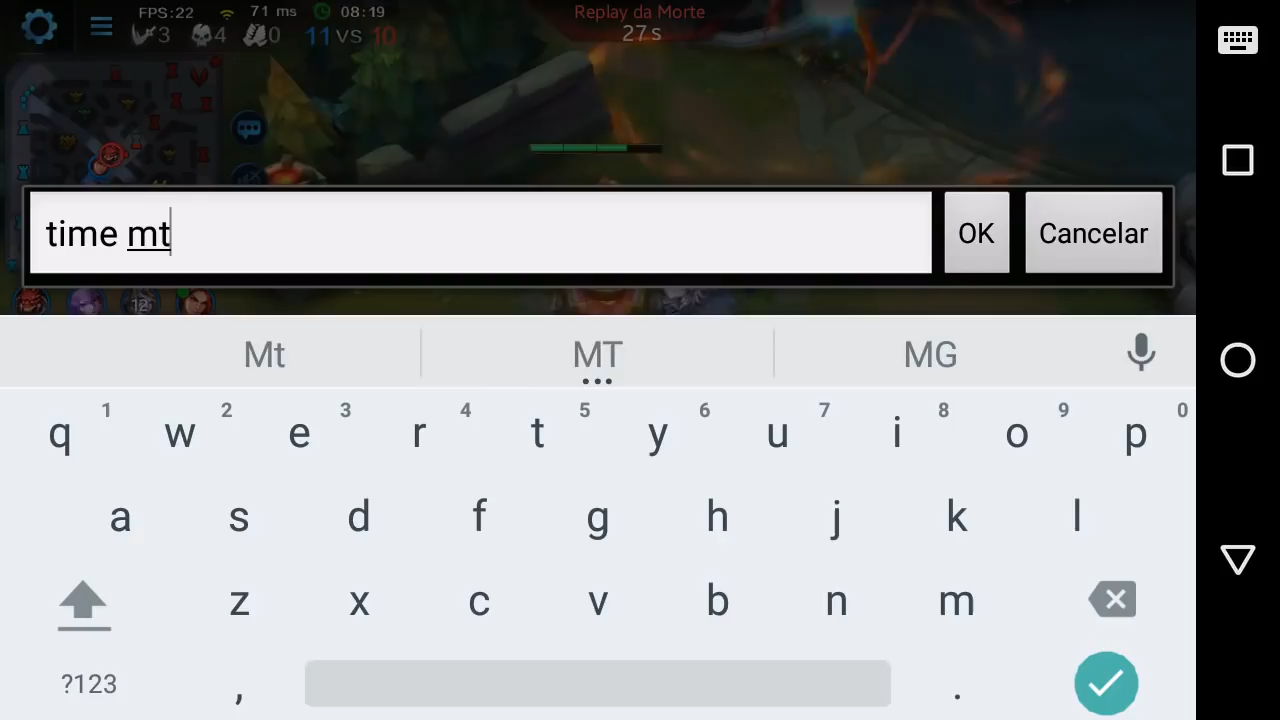 FPS:22 71 ms 08:19
3 4 0 11 VS 10
Replay da Morte
27s
12
time mt
OK
Cancelar
Mt MT MG
1 2 3 4 5 6 7 8 9 0
q w e r t y u i o p
a s d f g h j k l
z x c v b n m
?123 , .